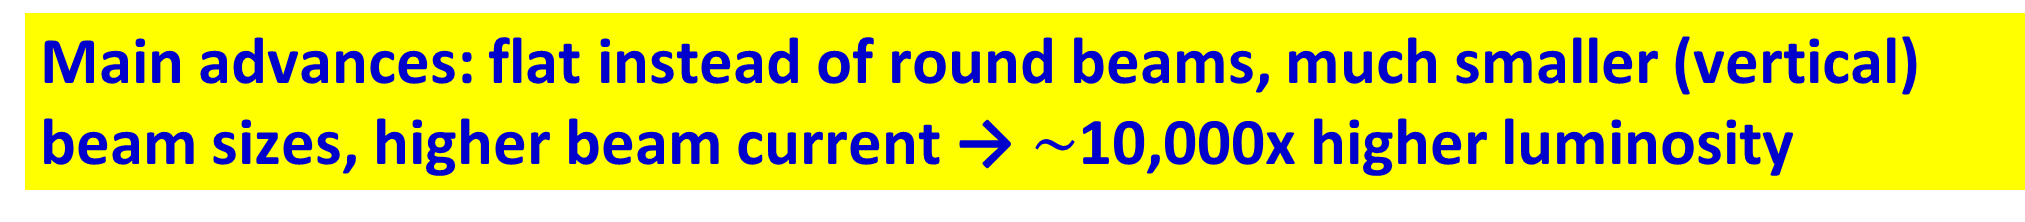 Main advances: flat instead of round beams, much smaller (vertical)
beam sizes, higher beam current → ~10,000x higher luminosity